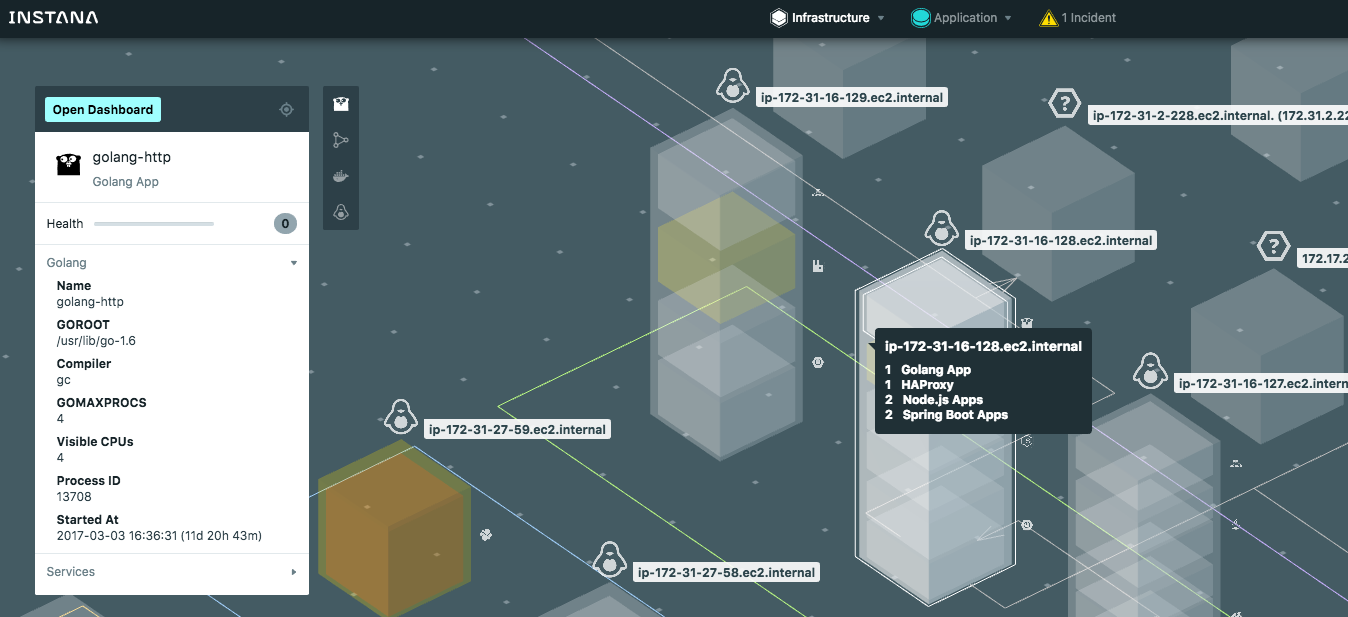 INSTANA
Infrastructure
Application
1 Incident
Open Dashboard
golang-http
Golang App
Health
0
Golang
Name
golang-http
GOROOT
/usr/lib/go-1.6
Compiler
gc
GOMAXPROCS
4
Visible CPUs
4
Process ID
13708
Started At
2017-03-03 16:36:31 (11d 20h 43m)
Services
ip-172-31-16-129.ec2.internal
?
ip-172-31-2-228.ec2.internal. (172.31.2.22
ip-172-31-16-128.ec2.internal
?
172.17.2
ip-172-31-16-128.ec2.internal
1 Golang App
1 HAProxy
2 Node.js Apps
2 Spring Boot Apps
ip-172-31-16-127.ec2.intern
ip-172-31-27-59.ec2.internal
ip-172-31-27-58.ec2.internal